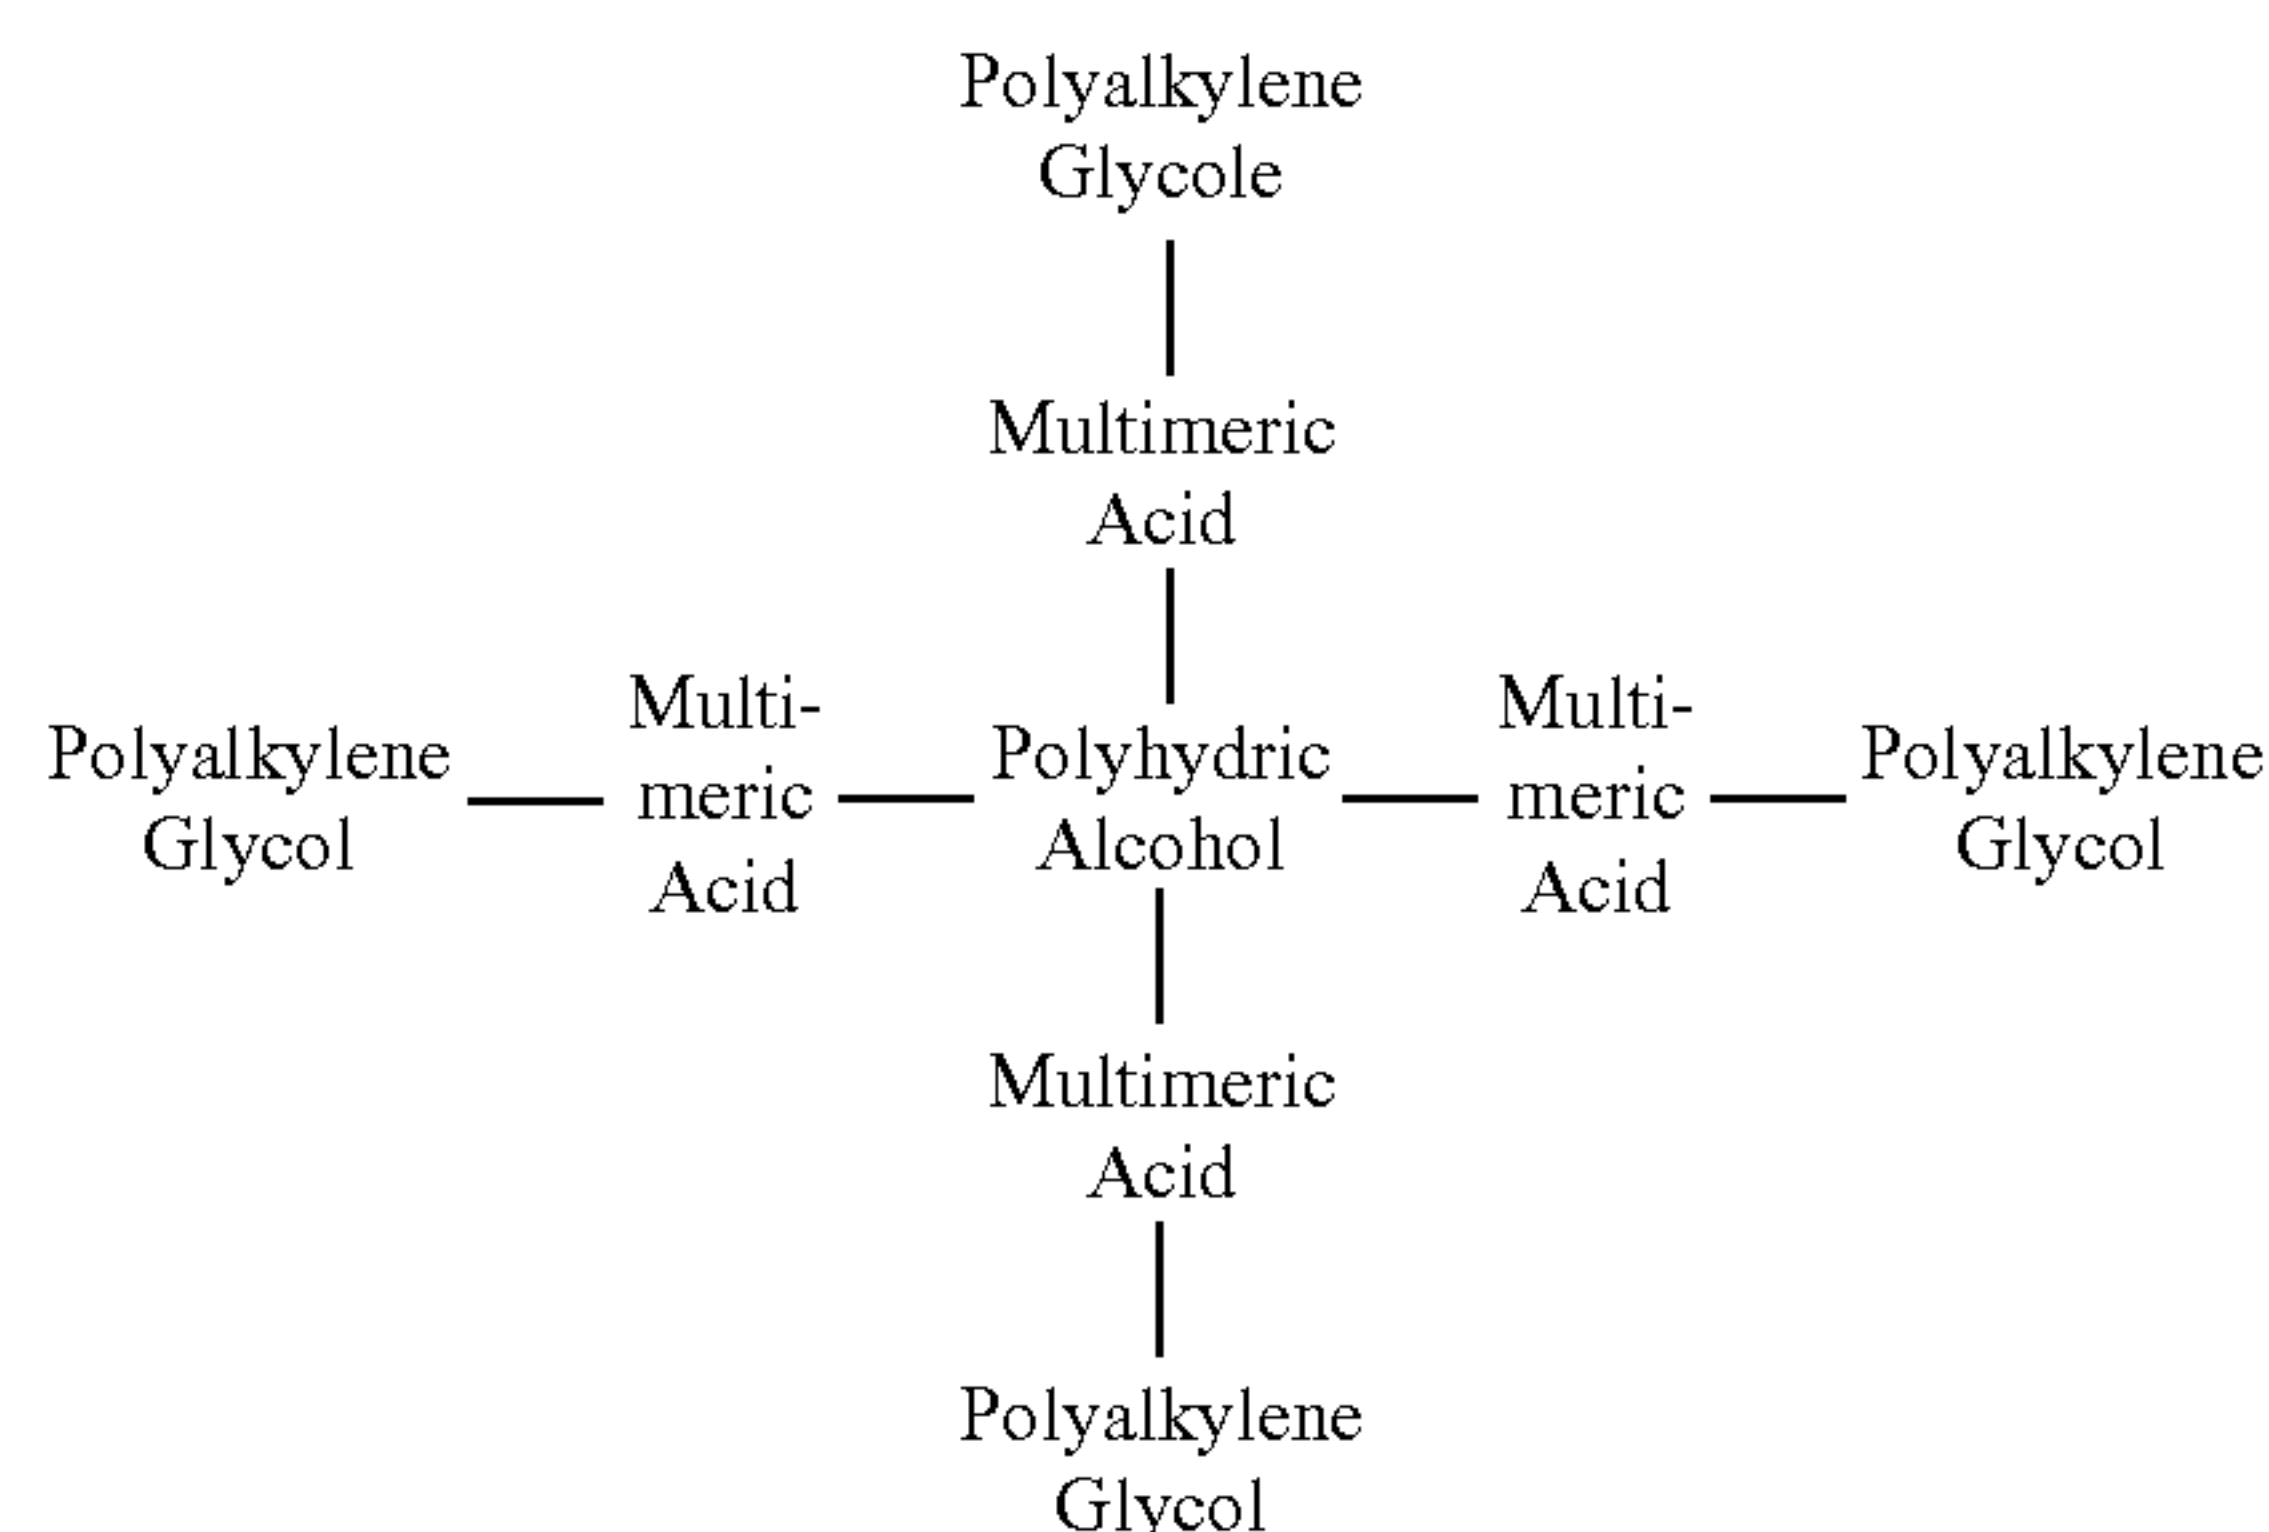 Polyalkylene
Glycole
Multimeric
Acid
Polyalkylene
Glycol
Multi-
meric
Acid
Polyhydric
Alcohol
Multi-
meric
Acid
Polyalkylene
Glycol
Multimeric
Acid
Polyalkylene
Glycol